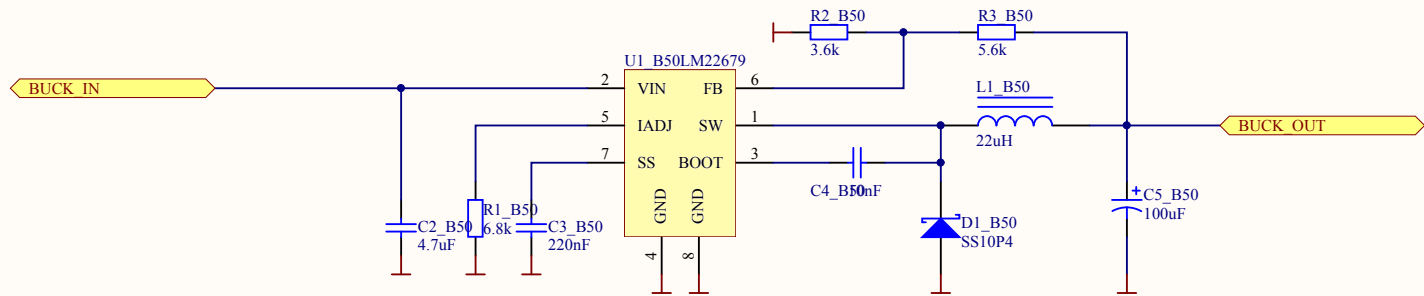 R2_B50
3.6k
R3_B50
5.6k
U1_B50LM22679
BUCK_IN
2
VIN
FB
6
L1_B50
22uH
5
IADJ
SW
1
BUCK_OUT
7
SS
BOOT
3
C4_B50
10nF
GND
GND
4
8
C2_B50
4.7uF
R1_B50
6.8k
C3_B50
220nF
D1_B50
SS10P4
+
C5_B50
100uF